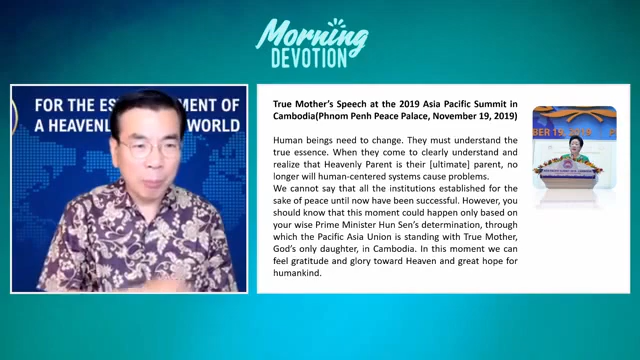 Morning
DEVOTION
FOR THE ES MENT OF
A HEAVENL WORLD
True Mother's Speech at the 2019 Asia Pacific Summit in
Cambodia(Phnom Penh Peace Palace, November 19, 2019)
Human beings need to change. They must understand the
true essence. When they come to clearly understand and
realize that Heavenly Parent is their [ultimate] parent, no
longer will human-centered systems cause problems.
We cannot say that all the institutions established for the
sake of peace until now have been successful. However, you
should know that this moment could happen only based on
your wise Prime Minister Hun Sen's determination, through
which the Pacific Asia Union is standing with True Mother,
God's only daughter, in Cambodia. In this moment we can
feel gratitude and glory toward Heaven and great hope for
humankind.
BER 19, 2019